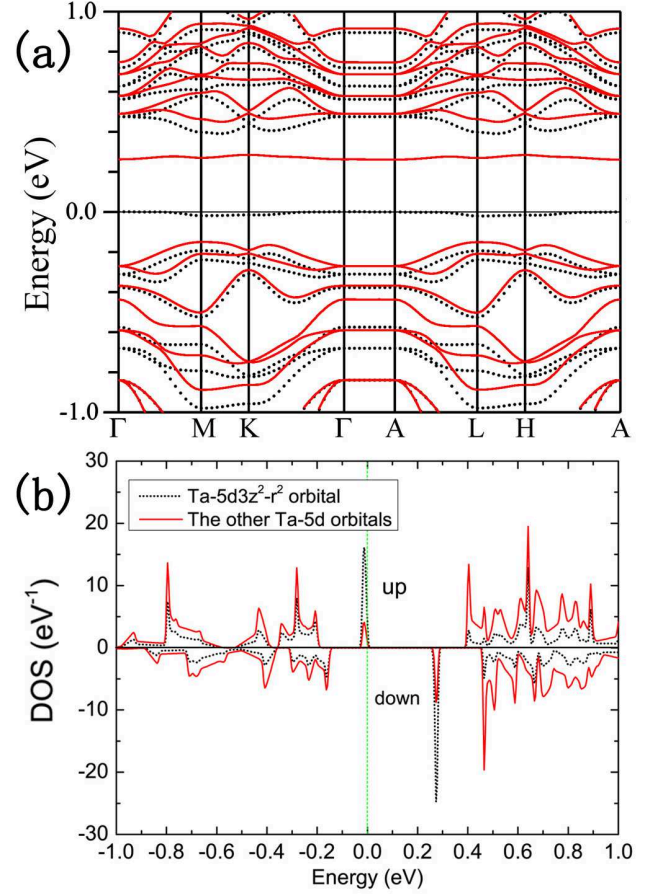 (a)
1.0
0.0
-1.0
Energy (eV)
Γ M K Γ A L H A
(b)
30
20
10
0
-10
-20
-30
DOS (eV⁻¹)
Ta-5d3z²-r² orbital
The other Ta-5d orbitals
up
down
-1.0 -0.8 -0.6 -0.4 -0.2 0.0 0.2 0.4 0.6 0.8 1.0
Energy (eV)